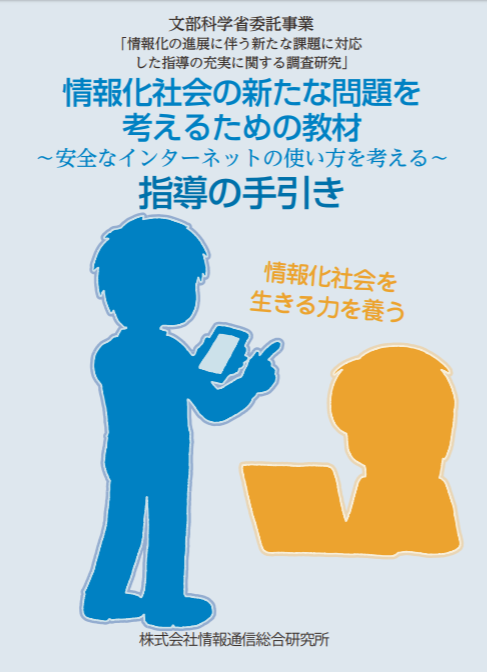 文部科学省委託事業
「情報化の進展に伴う新たな課題に対応
した指導の充実に関する調査研究」
情報化社会の新たな問題を
考えるための教材
～安全なインターネットの使い方を考える～
指導の手引き
情報化社会を
生きる力を養う
株式会社情報通信総合研究所